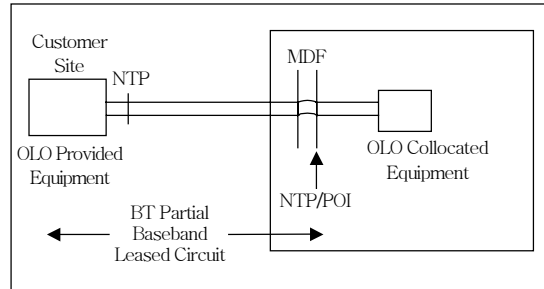 Customer
Site
NTP
MDF
OLO Provided
Equipment
OLO Collocated
Equipment
NTP/POI
BT Partial
Baseband
Leased Circuit